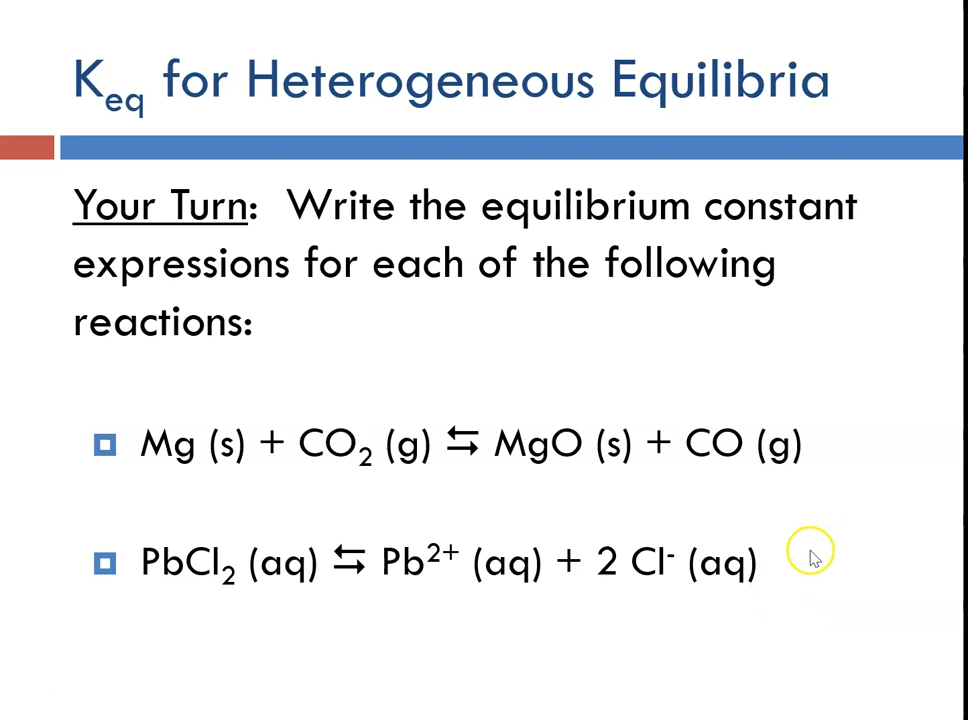 K₍eq₎ for Heterogeneous Equilibria
Your Turn: Write the equilibrium constant
expressions for each of the following
reactions:
Mg (s) + CO₂ (g) ⇆ MgO (s) + CO (g)
PbCl₂ (aq) ⇆ Pb²⁺ (aq) + 2 Cl⁻ (aq)